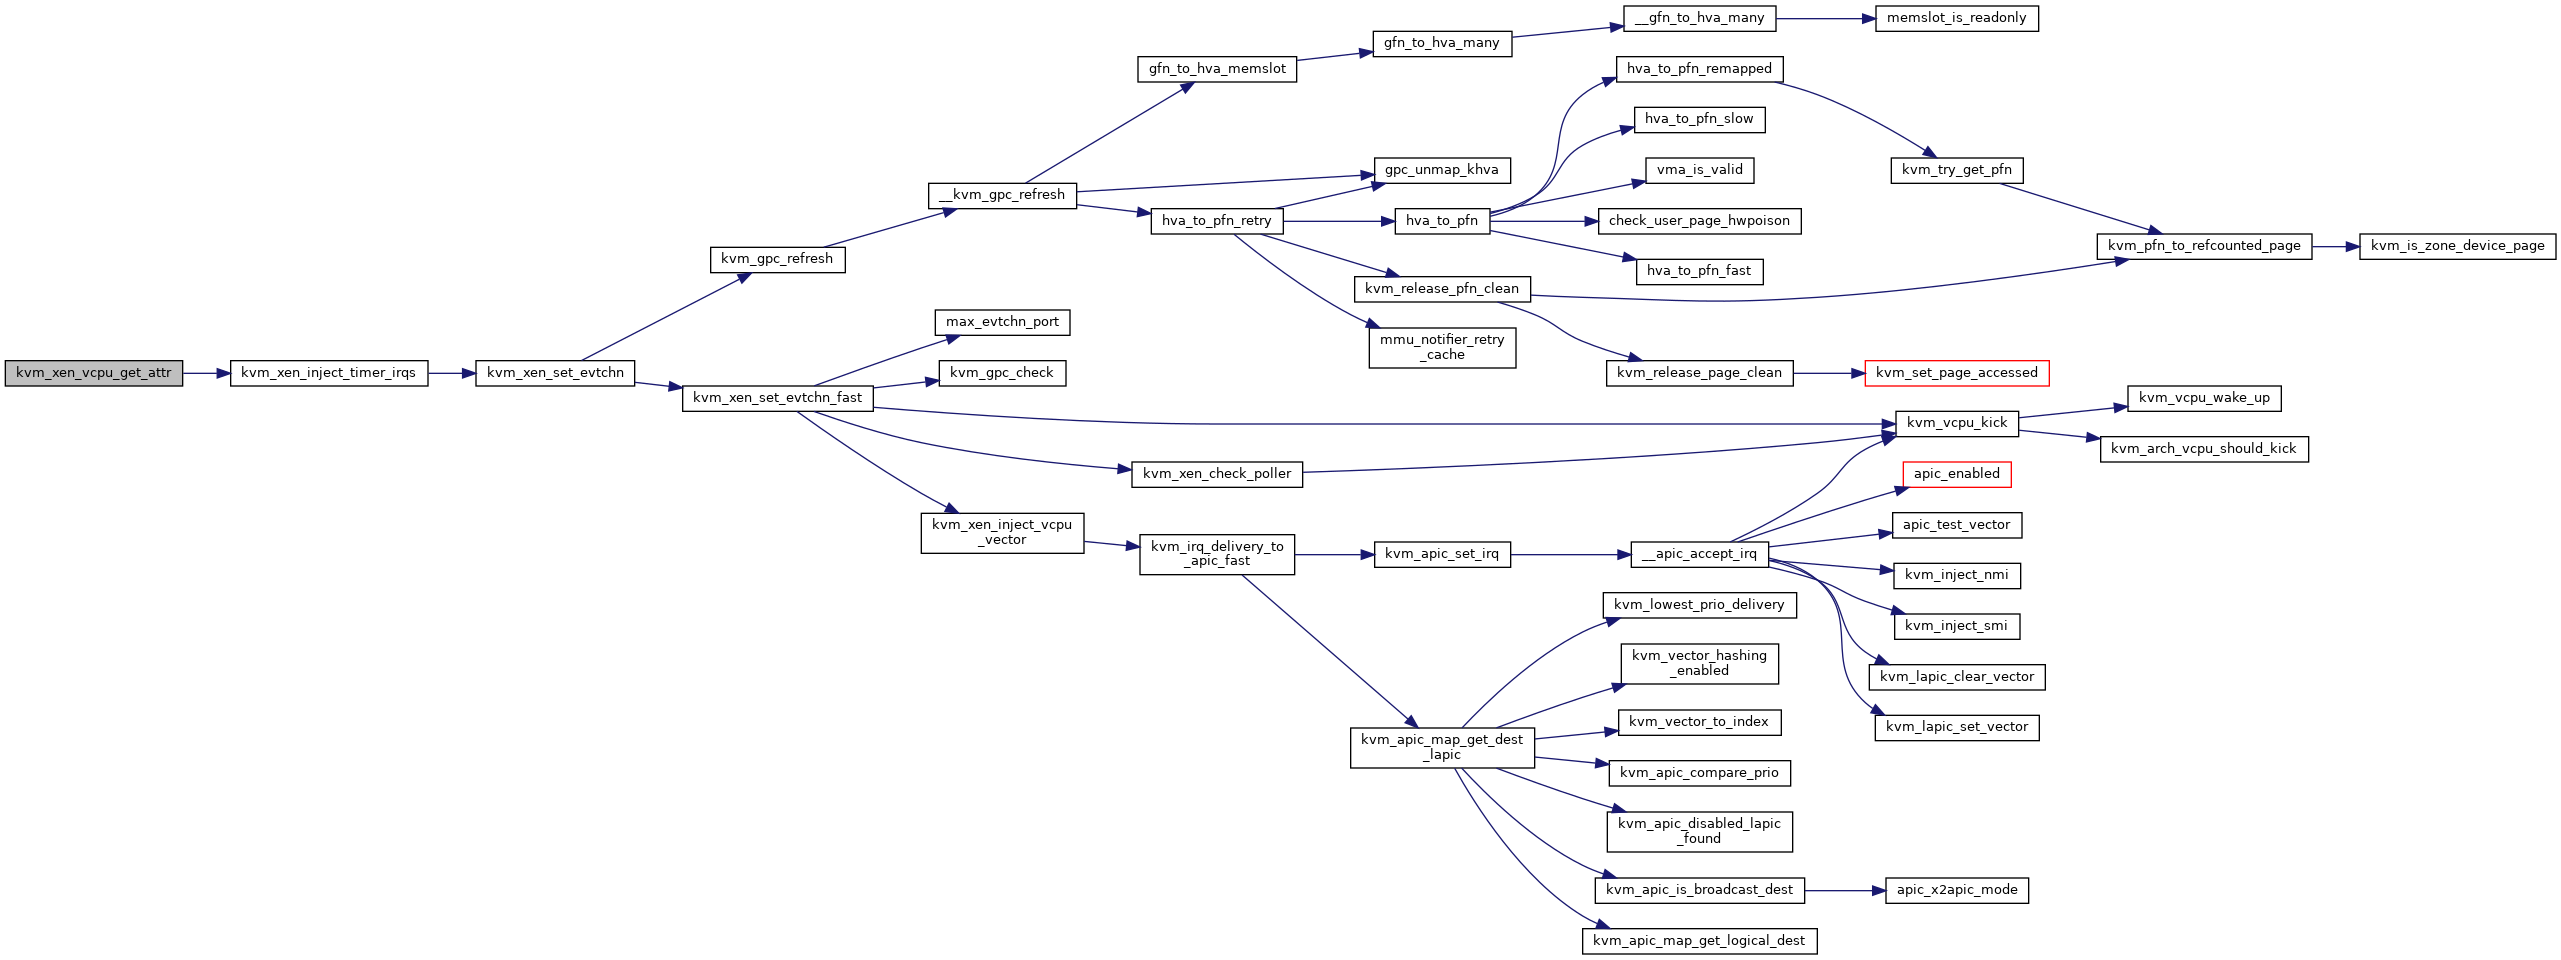 kvm_xen_vcpu_get_attr
kvm_xen_inject_timer_irqs
kvm_xen_set_evtchn
kvm_gpc_refresh
__kvm_gpc_refresh
gfn_to_hva_memslot
gfn_to_hva_many
__gfn_to_hva_many
memslot_is_readonly
gpc_unmap_khva
hva_to_pfn_retry
hva_to_pfn
hva_to_pfn_remapped
hva_to_pfn_slow
vma_is_valid
check_user_page_hwpoison
hva_to_pfn_fast
kvm_try_get_pfn
kvm_pfn_to_refcounted_page
kvm_is_zone_device_page
kvm_release_pfn_clean
mmu_notifier_retry
_cache
kvm_release_page_clean
kvm_set_page_accessed
kvm_xen_set_evtchn_fast
max_evtchn_port
kvm_gpc_check
kvm_vcpu_kick
kvm_vcpu_wake_up
kvm_arch_vcpu_should_kick
kvm_xen_check_poller
kvm_xen_inject_vcpu
_vector
kvm_irq_delivery_to
_apic_fast
kvm_apic_set_irq
__apic_accept_irq
apic_enabled
apic_test_vector
kvm_inject_nmi
kvm_inject_smi
kvm_lapic_clear_vector
kvm_lapic_set_vector
kvm_apic_map_get_dest
_lapic
kvm_lowest_prio_delivery
kvm_vector_hashing
_enabled
kvm_vector_to_index
kvm_apic_compare_prio
kvm_apic_disabled_lapic
_found
kvm_apic_is_broadcast_dest
apic_x2apic_mode
kvm_apic_map_get_logical_dest